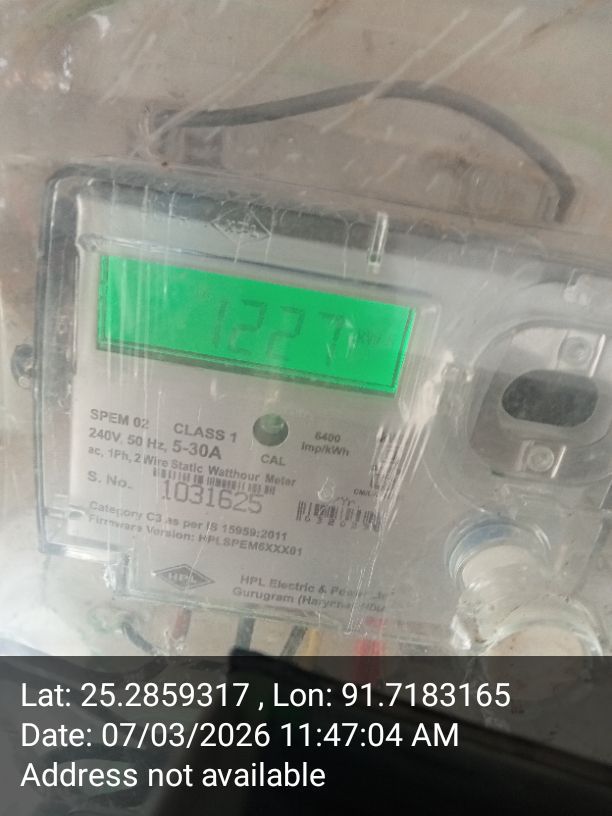 1227
SPEM 02 CLASS 1
240V, 50 Hz, 5-30A
6400
imp/kWh
ac, 1Ph, 2 Wire Static Watthour Meter
CAL
S. No.
1031625
Category C3 as per IS 15959:2011
Firmware Version: HPLSPEM6XXX01
HPL
HPL Electric & Power
Gurugram (Haryana)
Lat: 25.2859317 , Lon: 91.7183165
Date: 07/03/2026 11:47:04 AM
Address not available